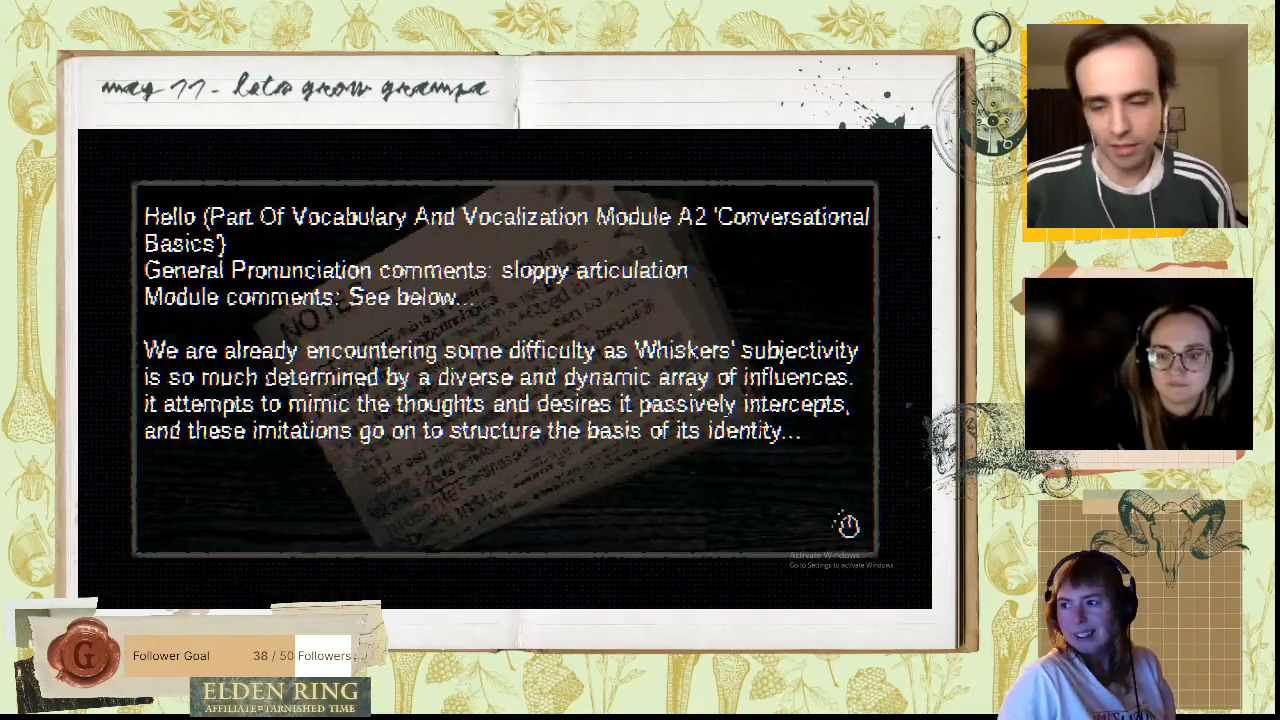 may 11 - lets grow grampa
Hello (Part Of Vocabulary And Vocalization Module A2 'Conversational
Basics')
General Pronunciation comments: sloppy articulation
Module comments: See below...
We are already encountering some difficulty as Whiskers' subjectivity
is so much determined by a diverse and dynamic array of influences.
it attempts to mimic the thoughts and desires it passively intercepts,
and these imitations go on to structure the basis of its identity...
Activate Windows
Go to Settings to activate Windows
G
Follower Goal 38 / 50 Followers
ELDEN RING
AFFILIATE=TARNISHED TIME